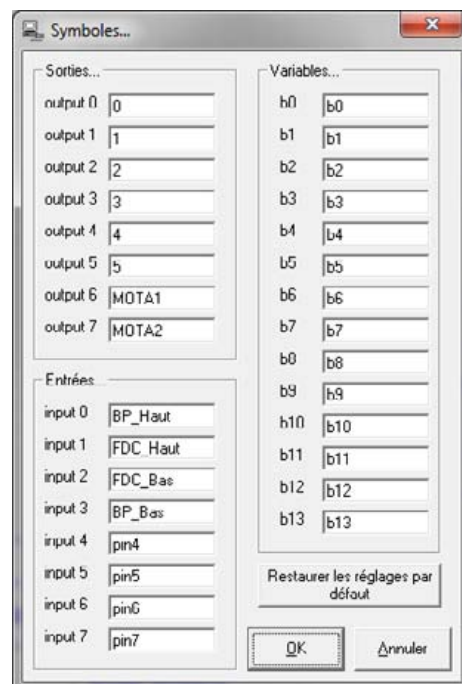 Symboles...
Sorties...
output 0 0
output 1 1
output 2 2
output 3 3
output 4 4
output 5 5
output 6 MOTA1
output 7 MOTA2
Entrées...
input 0 BP_Haut
input 1 FDC_Haut
input 2 FDC_Bas
input 3 BP_Bas
input 4 pin4
input 5 pin5
input 6 pin6
input 7 pin7
Variables...
b0 b0
b1 b1
b2 b2
b3 b3
b4 b4
b5 b5
b6 b6
b7 b7
b8 b8
b9 b9
b10 b10
b11 b11
b12 b12
b13 b13
Restaurer les réglages par
défaut
OK
Annuler